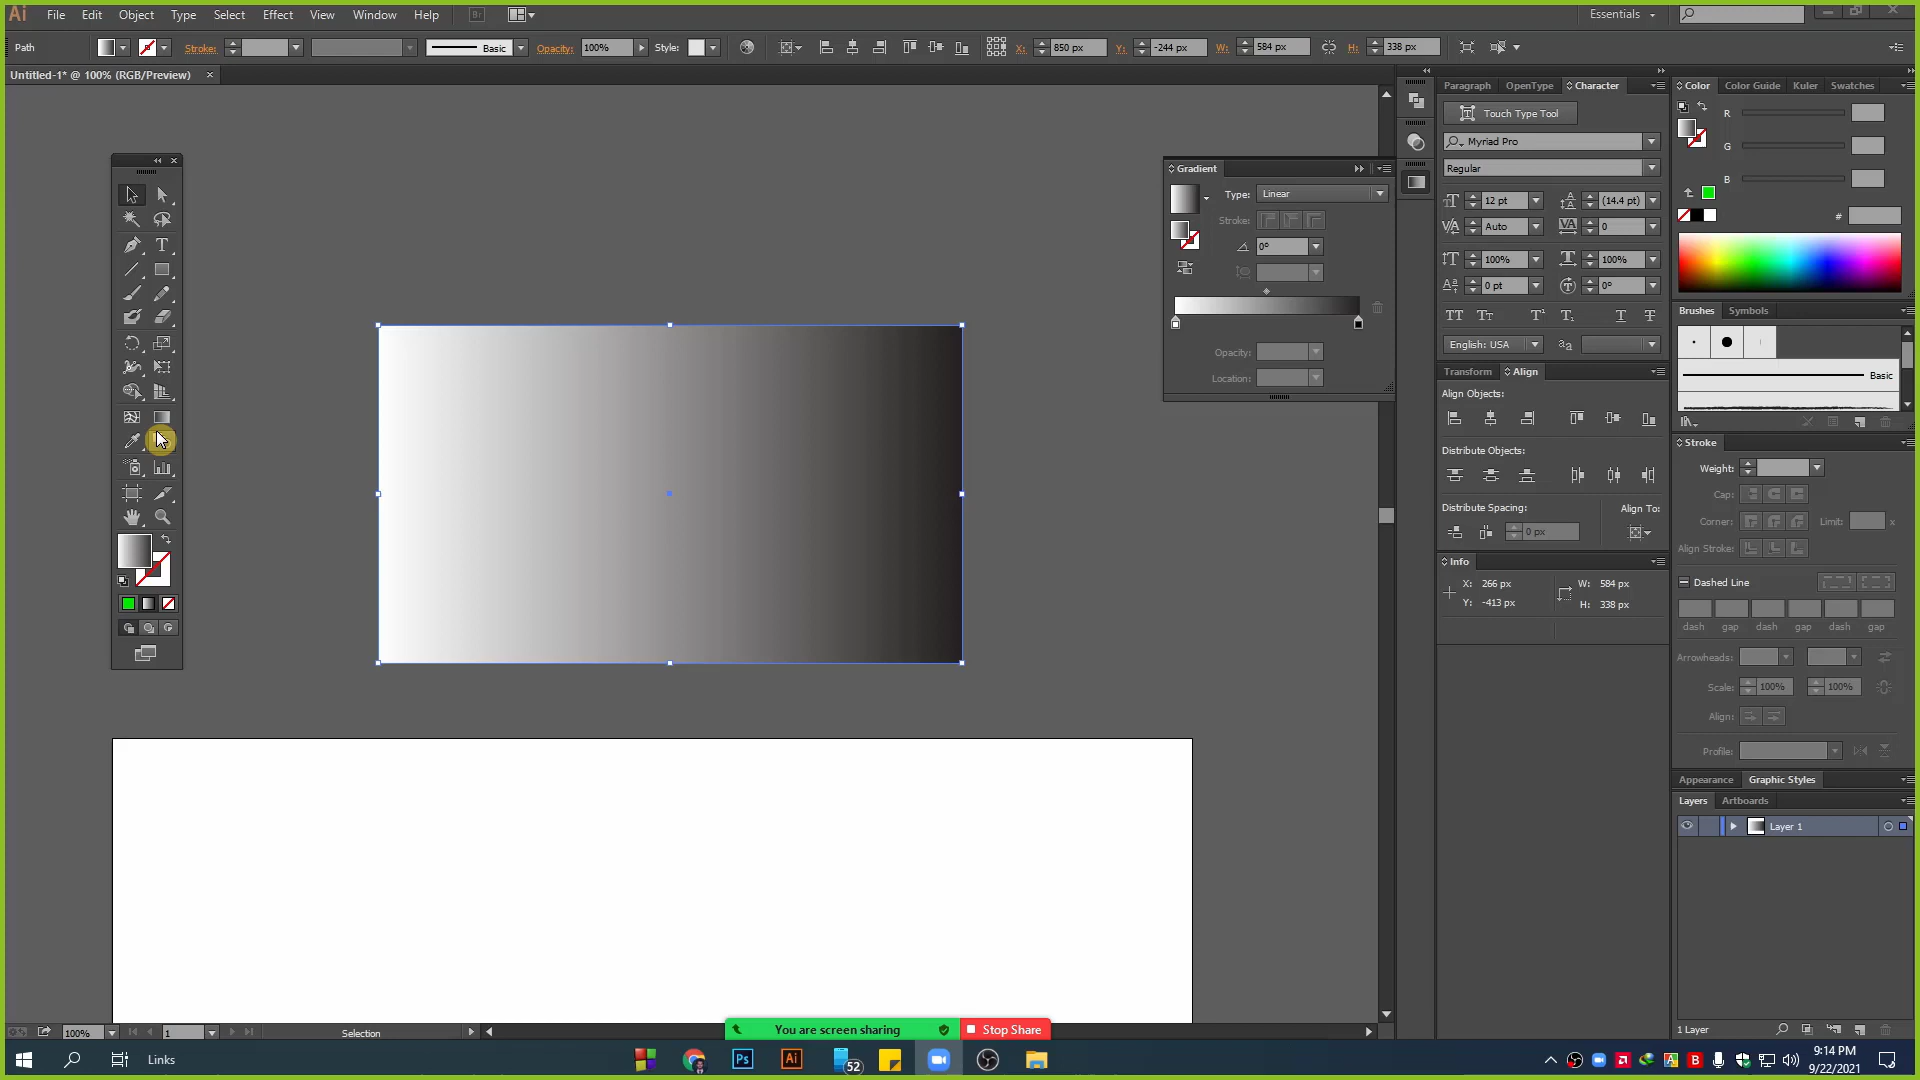 Ai File Edit Object Type Select Effect View Window Help Br Essentials
Path Stroke: Basic Opacity: 100% Style: X: 850 px Y: -244 px W: 584 px H: 338 px
Untitled-1* @ 100% (RGB/Preview) ×
Paragraph OpenType Character
Color Color Guide Kuler Swatches
Touch Type Tool
R
G
B
#
Myriad Pro
Regular
12 pt (14.4 pt)
Auto 0
100% 100%
0 pt 0°
English: USA
Gradient
Type: Linear
Stroke:
0°
Opacity:
Location:
Brushes Symbols
Basic
Transform Align
Align Objects:
Distribute Objects:
Distribute Spacing: Align To:
0 px
Stroke
Weight:
Cap:
Corner: Limit: x
Align Stroke:
Dashed Line
dash gap dash gap dash gap
Arrowheads:
Scale: 100% 100%
Align:
Profile:
Info
X: 266 px W: 584 px
Y: -413 px H: 338 px
Appearance Graphic Styles
Layers Artboards
Layer 1
1 Layer
100% 1 Selection
You are screen sharing Stop Share
Links Ps Ai 52
9:14 PM
9/22/2021